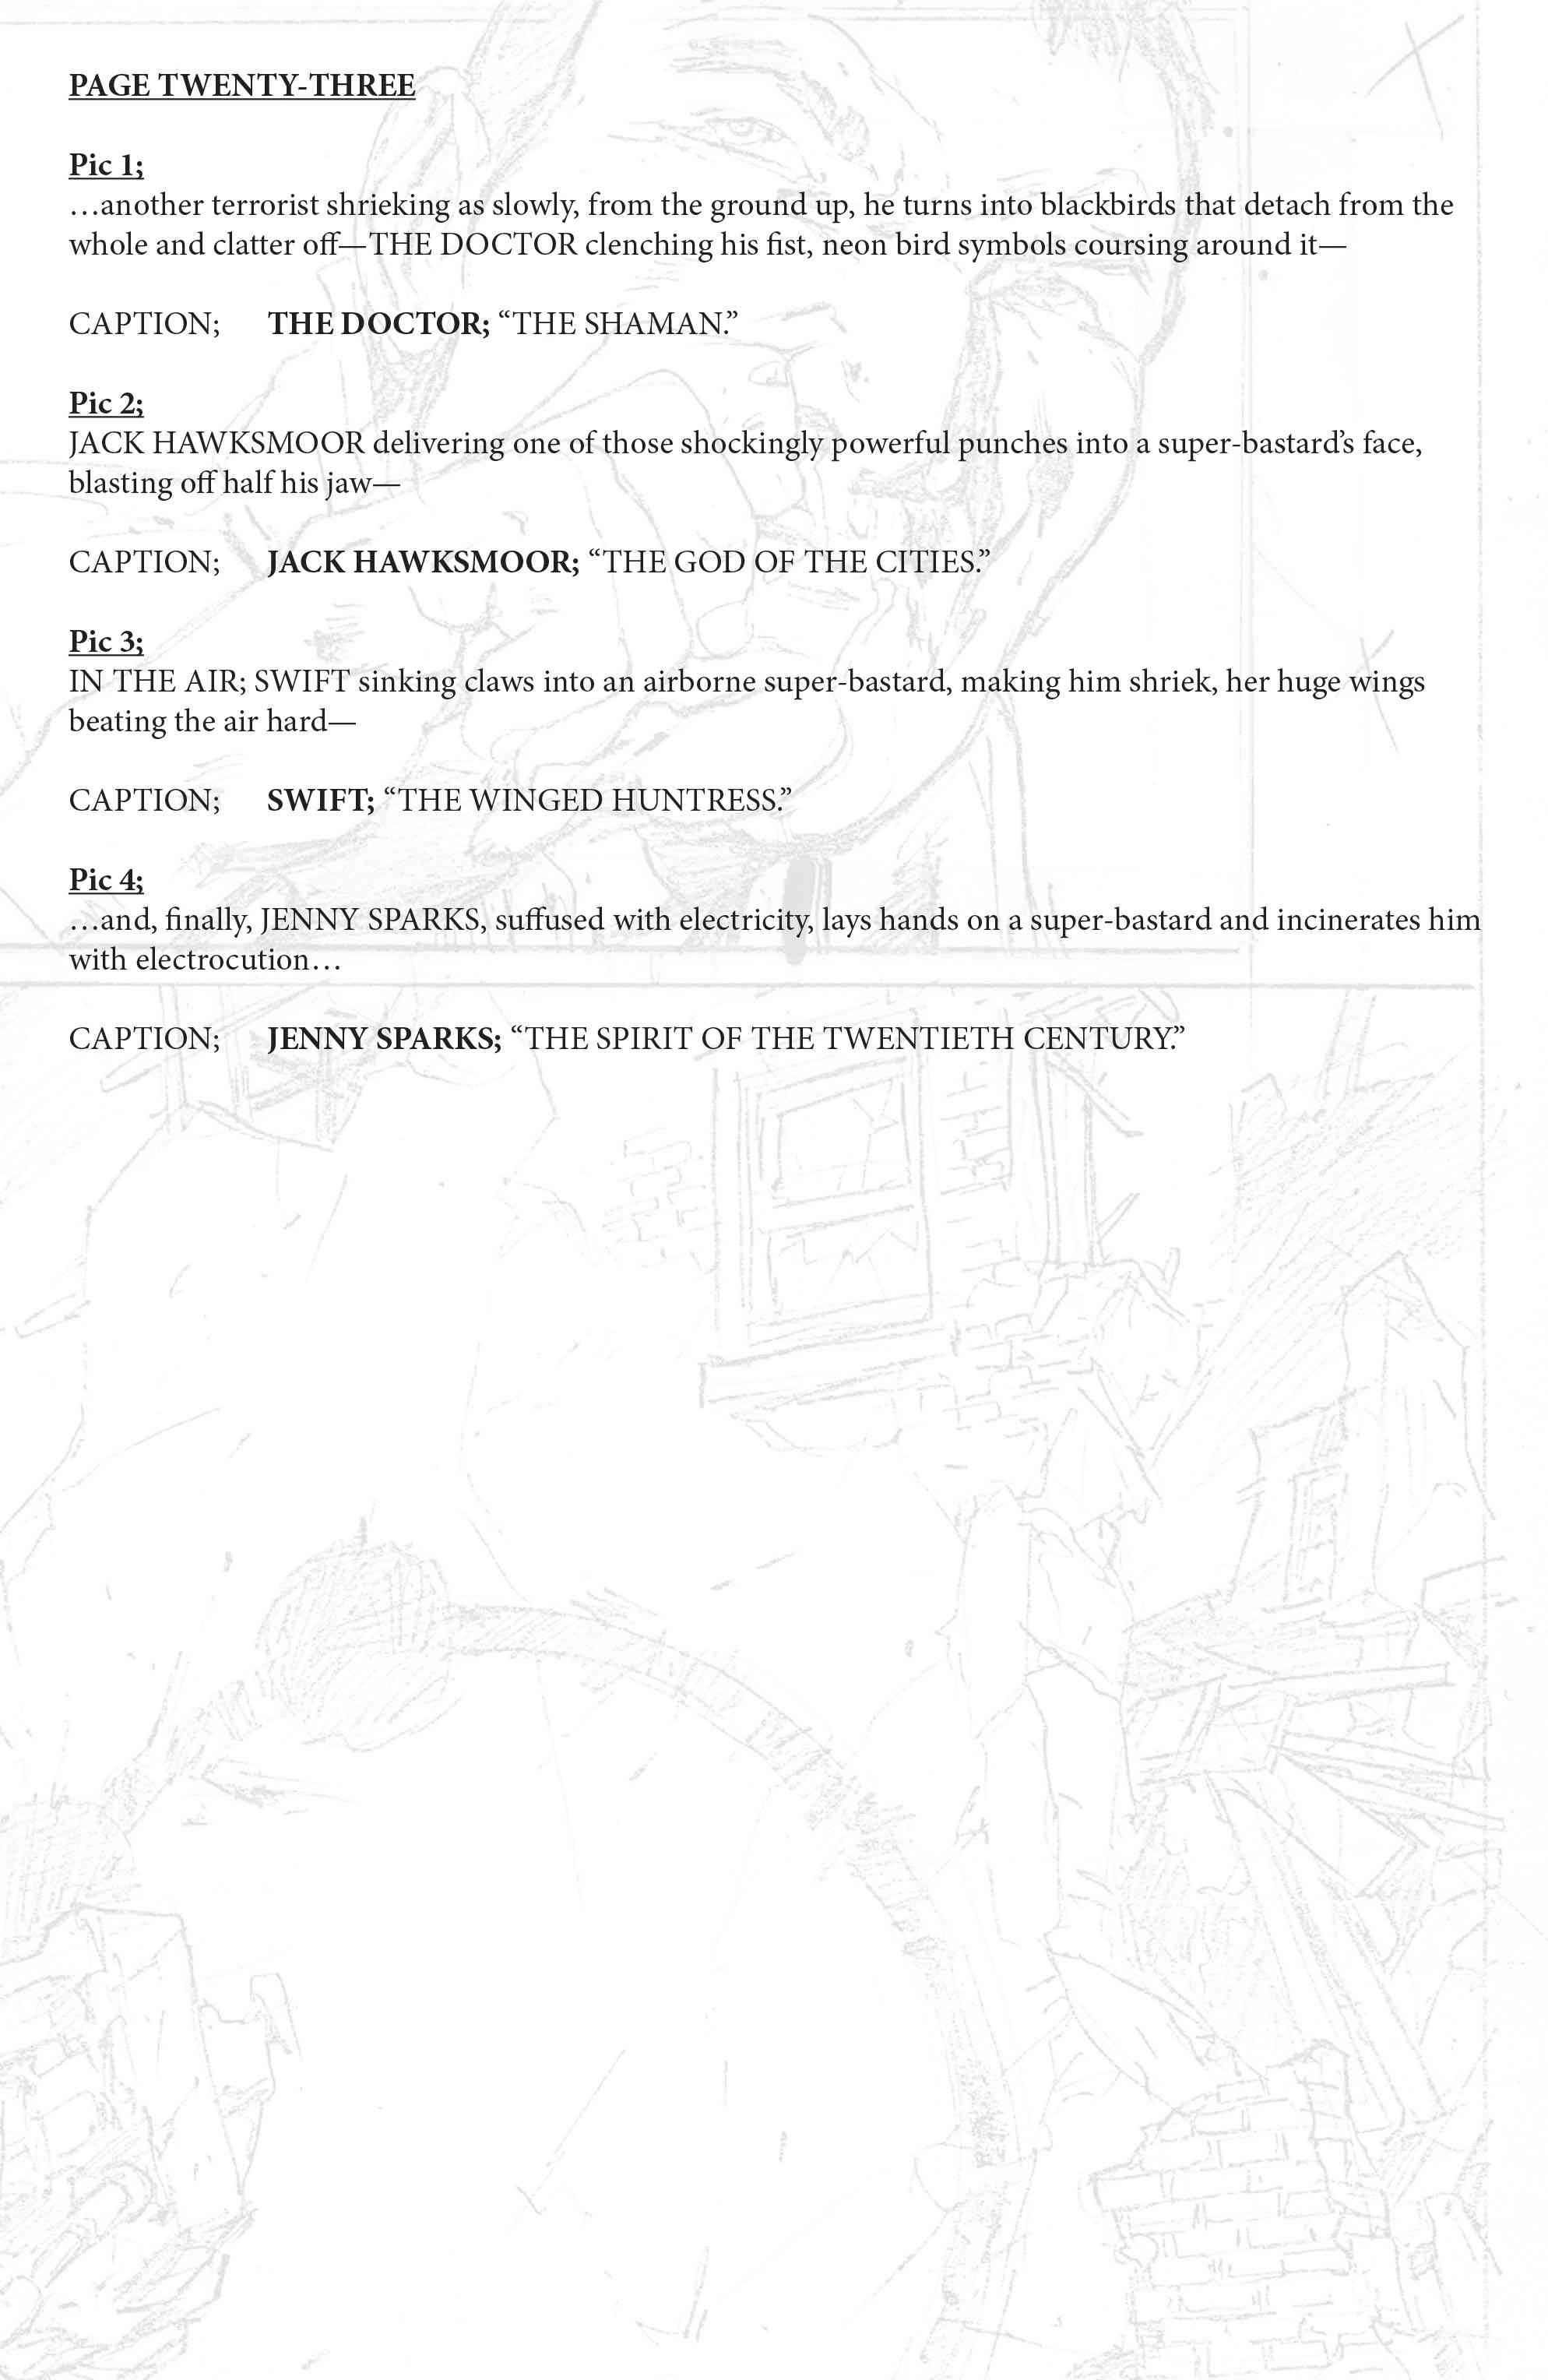 PAGE TWENTY-THREE
Pic 1;
…another terrorist shrieking as slowly, from the ground up, he turns into blackbirds that detach from the
whole and clatter off—THE DOCTOR clenching his fist, neon bird symbols coursing around it—
CAPTION; THE DOCTOR; “THE SHAMAN.”
Pic 2;
JACK HAWKSMOOR delivering one of those shockingly powerful punches into a super-bastard’s face,
blasting off half his jaw—
CAPTION; JACK HAWKSMOOR; “THE GOD OF THE CITIES.”
Pic 3;
IN THE AIR; SWIFT sinking claws into an airborne super-bastard, making him shriek, her huge wings
beating the air hard—
CAPTION; SWIFT; “THE WINGED HUNTRESS.”
Pic 4;
…and, finally, JENNY SPARKS, suffused with electricity, lays hands on a super-bastard and incinerates him
with electrocution…
CAPTION; JENNY SPARKS; “THE SPIRIT OF THE TWENTIETH CENTURY.”